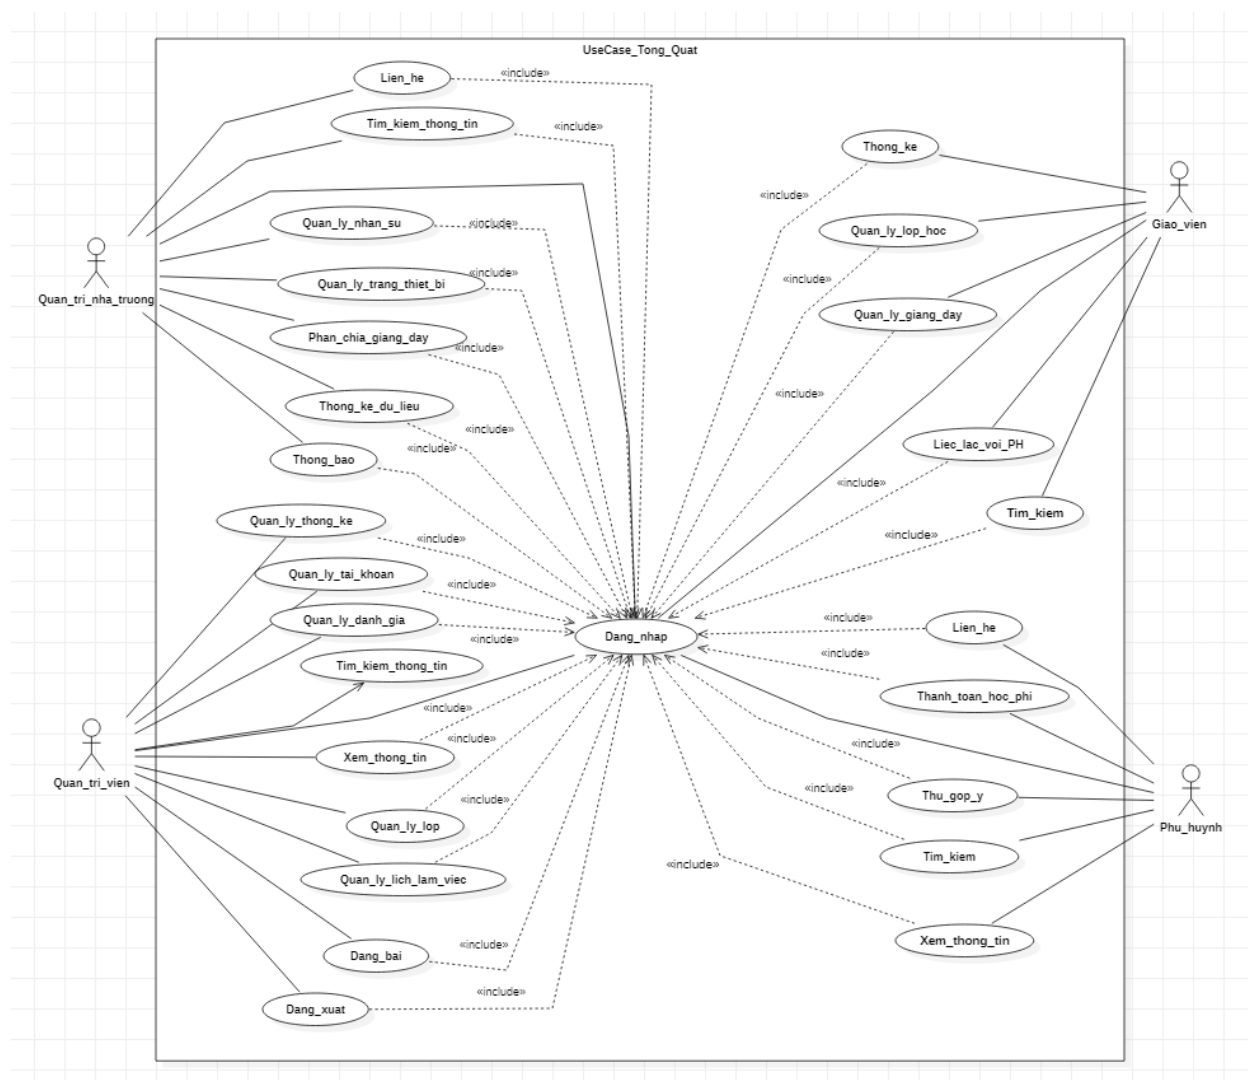 UseCase_Tong_Quat
Lien_he
«include»
Tim_kiem_thong_tin
«include»
Thong_ke
«include»
Giao_vien
Quan_ly_nhan_su
«include»
Quan_ly_lop_hoc
Quan_tri_nha_truong
Quan_ly_trang_thiet_bi
«include»
«include»
Quan_ly_giang_day
Phan_chia_giang_day
«include»
«include»
Thong_ke_du_lieu
«include»
Thong_bao
«include»
Liec_lac_voi_PH
«include»
Quan_ly_thong_ke
«include»
Tim_kiem
«include»
Quan_ly_tai_khoan
«include»
Quan_ly_danh_gia
«include»
Dang_nhap
«include»
Lien_he
Tim_kiem_thong_tin
«include»
Thanh_toan_hoc_phi
«include»
Xem_thong_tin
«include»
«include»
Quan_tri_vien
Thu_gop_y
«include»
Phu_huynh
Quan_ly_lop
«include»
Tim_kiem
Quan_ly_lich_lam_viec
«include»
Dang_bai
«include»
Xem_thong_tin
Dang_xuat
«include»